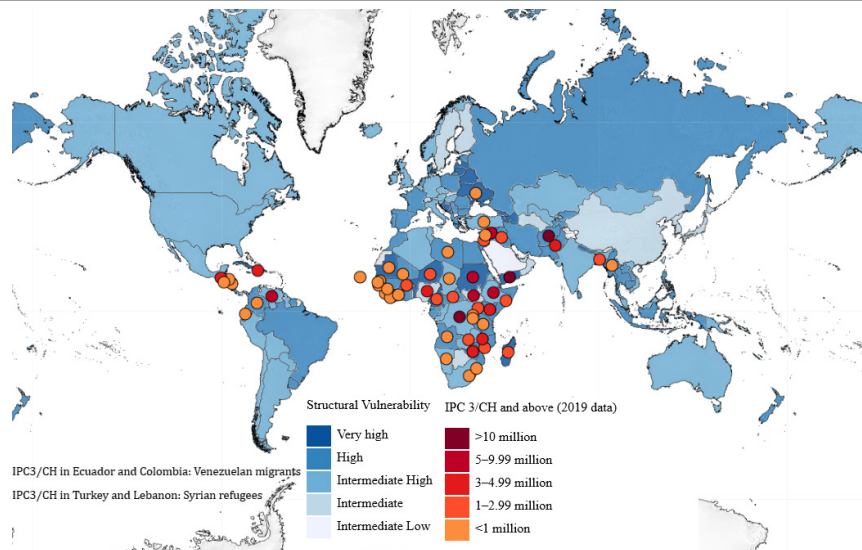 Structural Vulnerability
Very high
High
Intermediate High
Intermediate
Intermediate Low
IPC 3/CH and above (2019 data)
>10 million
5–9.99 million
3–4.99 million
1–2.99 million
<1 million
IPC3/CH in Ecuador and Colombia: Venezuelan migrants
IPC3/CH in Turkey and Lebanon: Syrian refugees